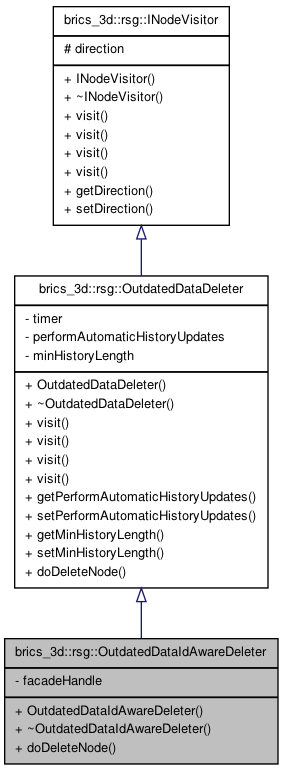 brics_3d::rsg::INodeVisitor
# direction
+ INodeVisitor()
+ ~INodeVisitor()
+ visit()
+ visit()
+ visit()
+ visit()
+ getDirection()
+ setDirection()
brics_3d::rsg::OutdatedDataDeleter
- timer
- performAutomaticHistoryUpdates
- minHistoryLength
+ OutdatedDataDeleter()
+ ~OutdatedDataDeleter()
+ visit()
+ visit()
+ visit()
+ visit()
+ getPerformAutomaticHistoryUpdates()
+ setPerformAutomaticHistoryUpdates()
+ getMinHistoryLength()
+ setMinHistoryLength()
+ doDeleteNode()
brics_3d::rsg::OutdatedDataIdAwareDeleter
- facadeHandle
+ OutdatedDataIdAwareDeleter()
+ ~OutdatedDataIdAwareDeleter()
+ doDeleteNode()